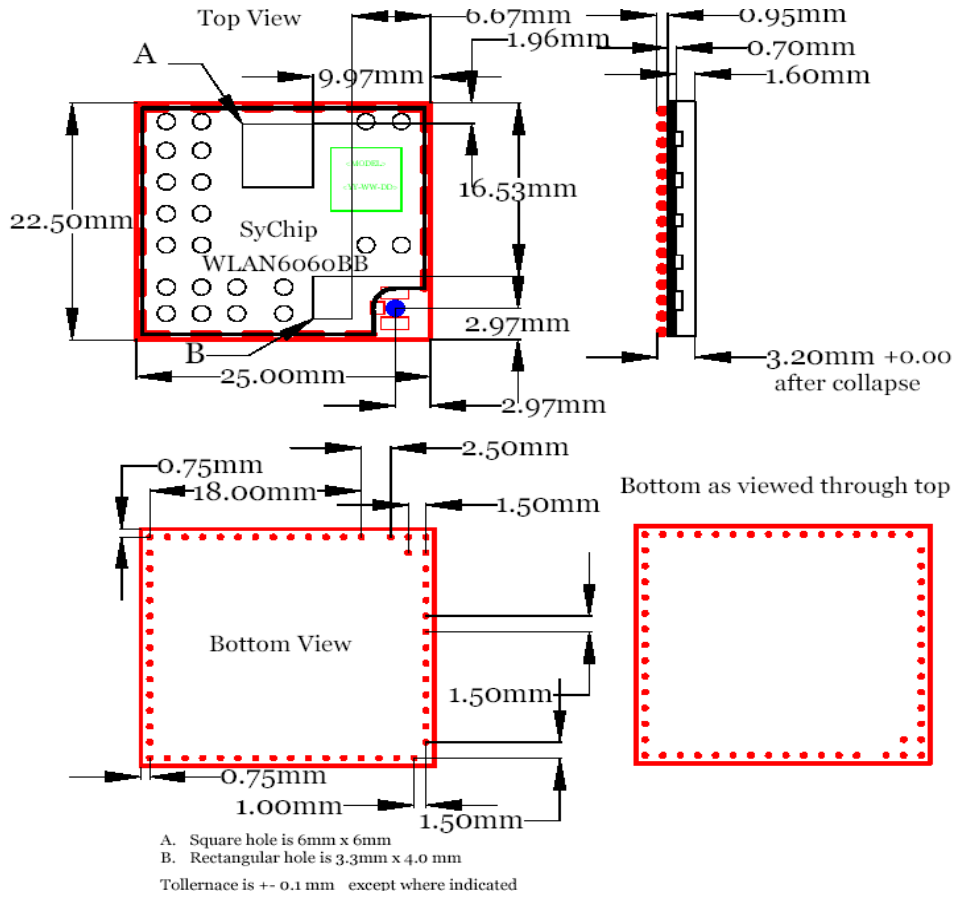 Top View
6.67mm
0.95mm
1.96mm
0.70mm
A
9.97mm
1.60mm
<MODEL>
<YY-WW-DD>
16.53mm
22.50mm
SyChip
WLAN6060BB
2.97mm
B
3.20mm +0.00
after collapse
25.00mm
2.97mm
2.50mm
0.75mm
18.00mm
1.50mm
Bottom as viewed through top
Bottom View
1.50mm
0.75mm
1.00mm
1.50mm
A. Square hole is 6mm x 6mm
B. Rectangular hole is 3.3mm x 4.0 mm
Tollernace is +- 0.1 mm except where indicated